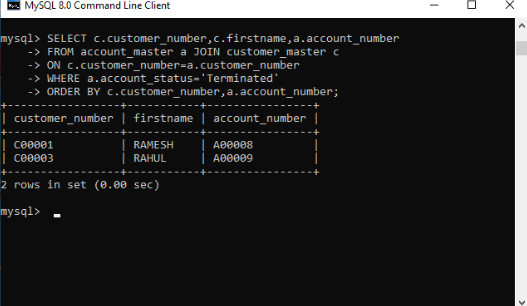 MySQL 8.0 Command Line Client
mysql> SELECT c.customer_number,c.firstname,a.account_number
    -> FROM account_master a JOIN customer_master c
    -> ON c.customer_number=a.customer_number
    -> WHERE a.account_status='Terminated'
    -> ORDER BY c.customer_number,a.account_number;
+-----------------+-----------+----------------+
| customer_number | firstname | account_number |
+-----------------+-----------+----------------+
| C00001          | RAMESH    | A00008         |
| C00003          | RAHUL     | A00009         |
+-----------------+-----------+----------------+
2 rows in set (0.00 sec)
mysql>